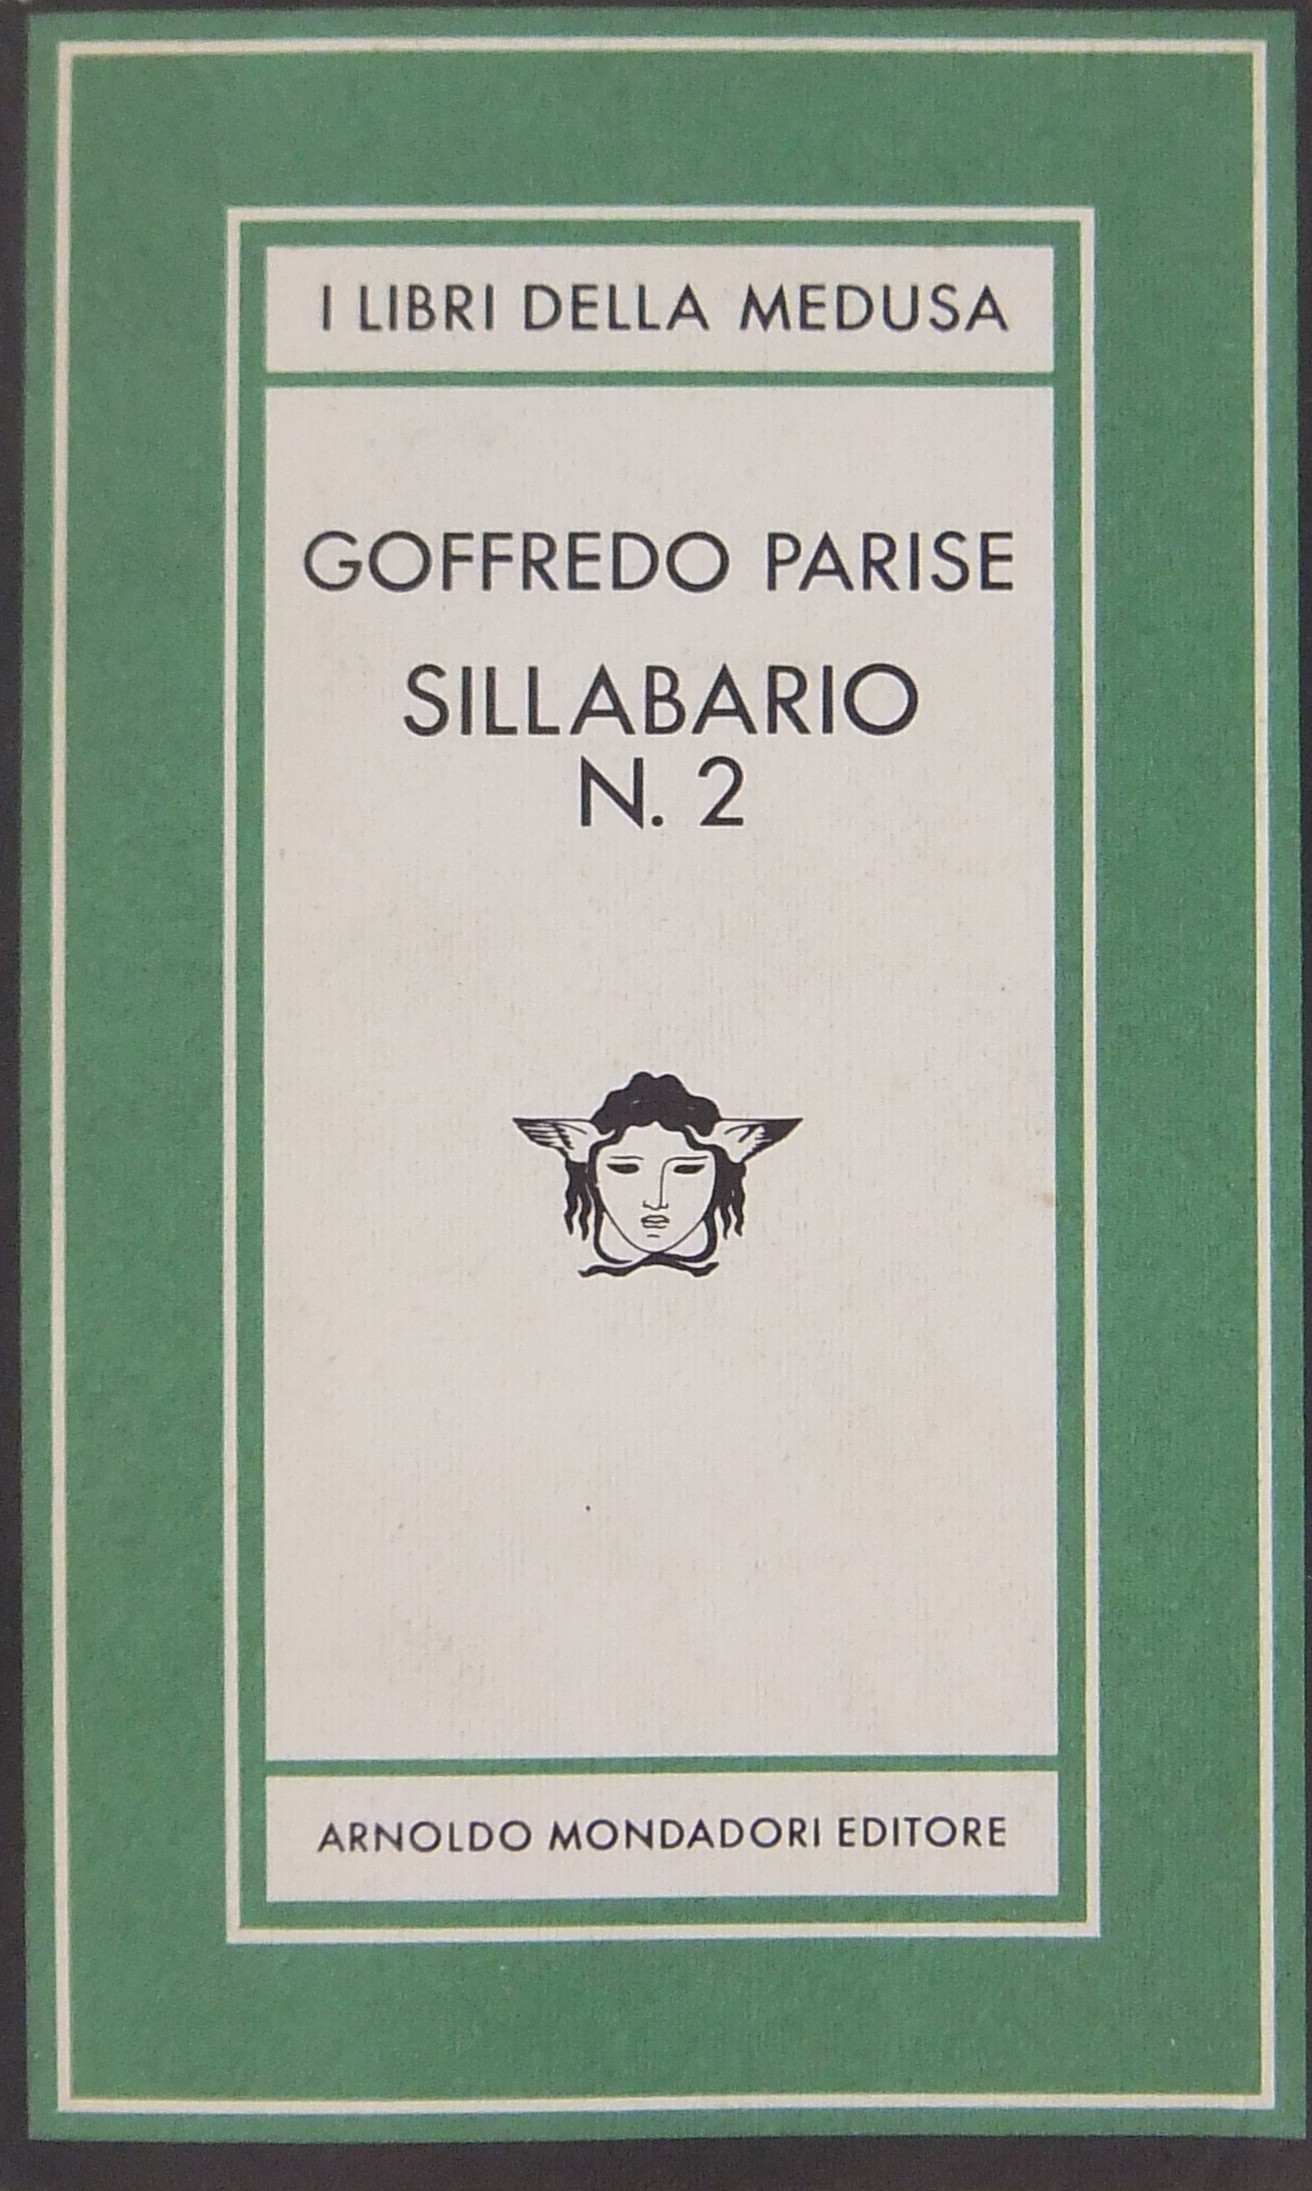 I LIBRI DELLA MEDUSA
GOFFREDO PARISE
SILLABARIO
N. 2
ARNOLDO MONDADORI EDITORE